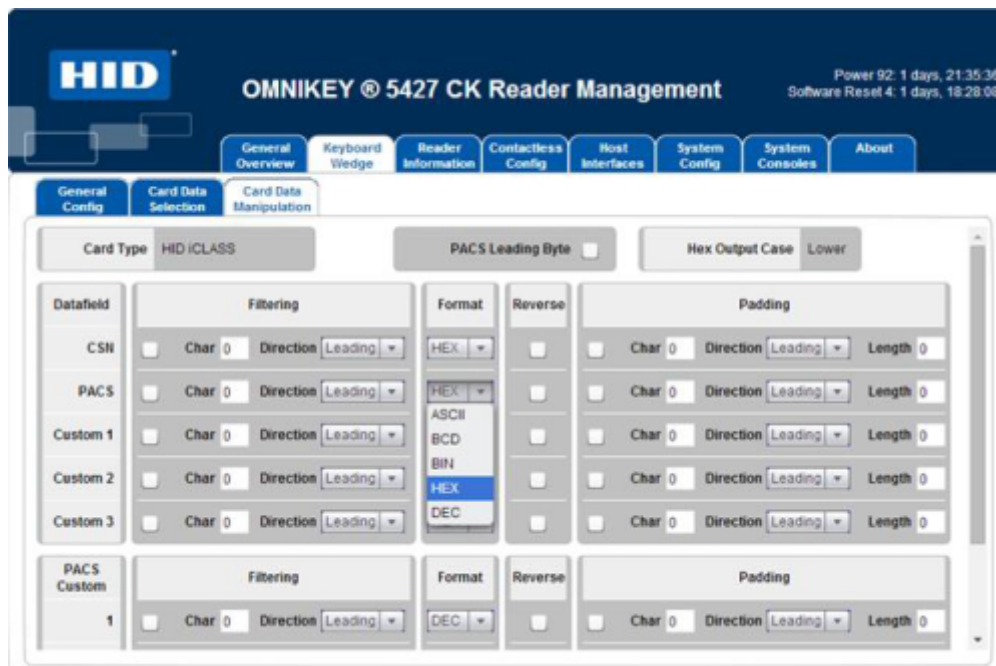 HID
OMNIKEY ® 5427 CK Reader Management
Power 92: 1 days, 21:35:36
Software Reset 4: 1 days, 18:28:08
General Overview Keyboard Wedge Reader Information Contactless Config Host Interfaces System Config System Consoles About
General Config Card Data Selection Card Data Manipulation
Card Type HID iCLASS PACS Leading Byte Hex Output Case Lower
Datafield Filtering Format Reverse Padding
CSN Char 0 Direction Leading HEX Char 0 Direction Leading Length 0
PACS Char 0 Direction Leading HEX Char 0 Direction Leading Length 0
ASCII
BCD
BIN
HEX
DEC
Custom 1 Char 0 Direction Leading Char 0 Direction Leading Length 0
Custom 2 Char 0 Direction Leading Char 0 Direction Leading Length 0
Custom 3 Char 0 Direction Leading Char 0 Direction Leading Length 0
PACS Custom Filtering Format Reverse Padding
1 Char 0 Direction Leading DEC Char 0 Direction Leading Length 0